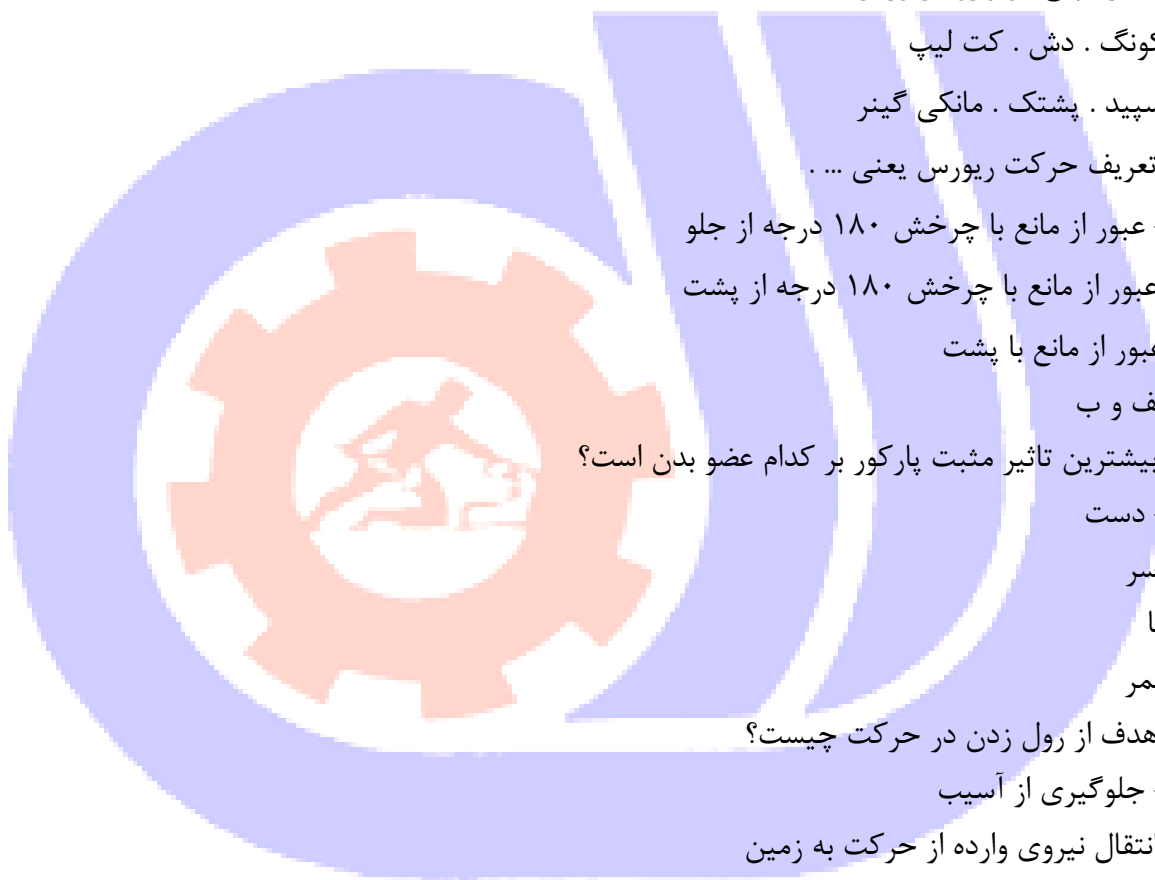 کونگ . دش . کت لیپ
سپید . پشتک . مانکی گینر
تعریف حرکت ریورس یعنی ... .
عبور از مانع با چرخش ۱۸۰ درجه از جلو
عبور از مانع با چرخش ۱۸۰ درجه از پشت
عبور از مانع با پشت
و ب
بیشترین تاثیر مثبت پارکور بر کدام عضو بدن است؟
دست
سر
هدف از رول زدن در حرکت چیست؟
جلوگیری از آسیب
انتقال نیروی وارده از حرکت به زمین